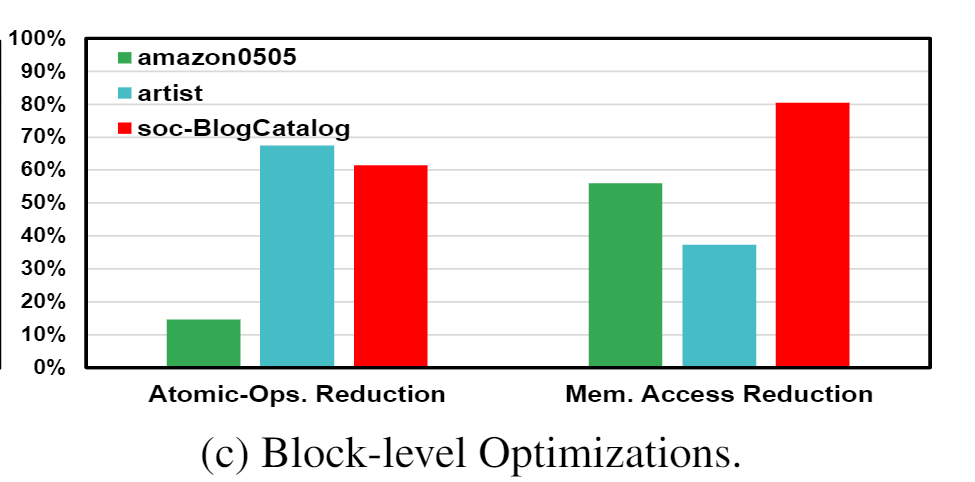 100%
90%
80%
70%
60%
50%
40%
30%
20%
10%
0%
amazon0505
artist
soc-BlogCatalog
Atomic-Ops. Reduction
Mem. Access Reduction
(c) Block-level Optimizations.